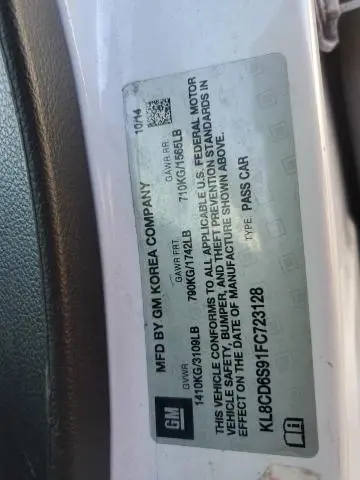 GM
MFD BY GM KOREA COMPANY
10/14
GVWR
GAWR FRT
GAWR RR
1410KG/3109LB
790KG/1742LB
710KG/1565LB
THIS VEHICLE CONFORMS TO ALL APPLICABLE U.S. FEDERAL MOTOR
VEHICLE SAFETY, BUMPER, AND THEFT PREVENTION STANDARDS IN
EFFECT ON THE DATE OF MANUFACTURE SHOWN ABOVE.
TYPE: PASS CAR
KL8CD6S91FC723128